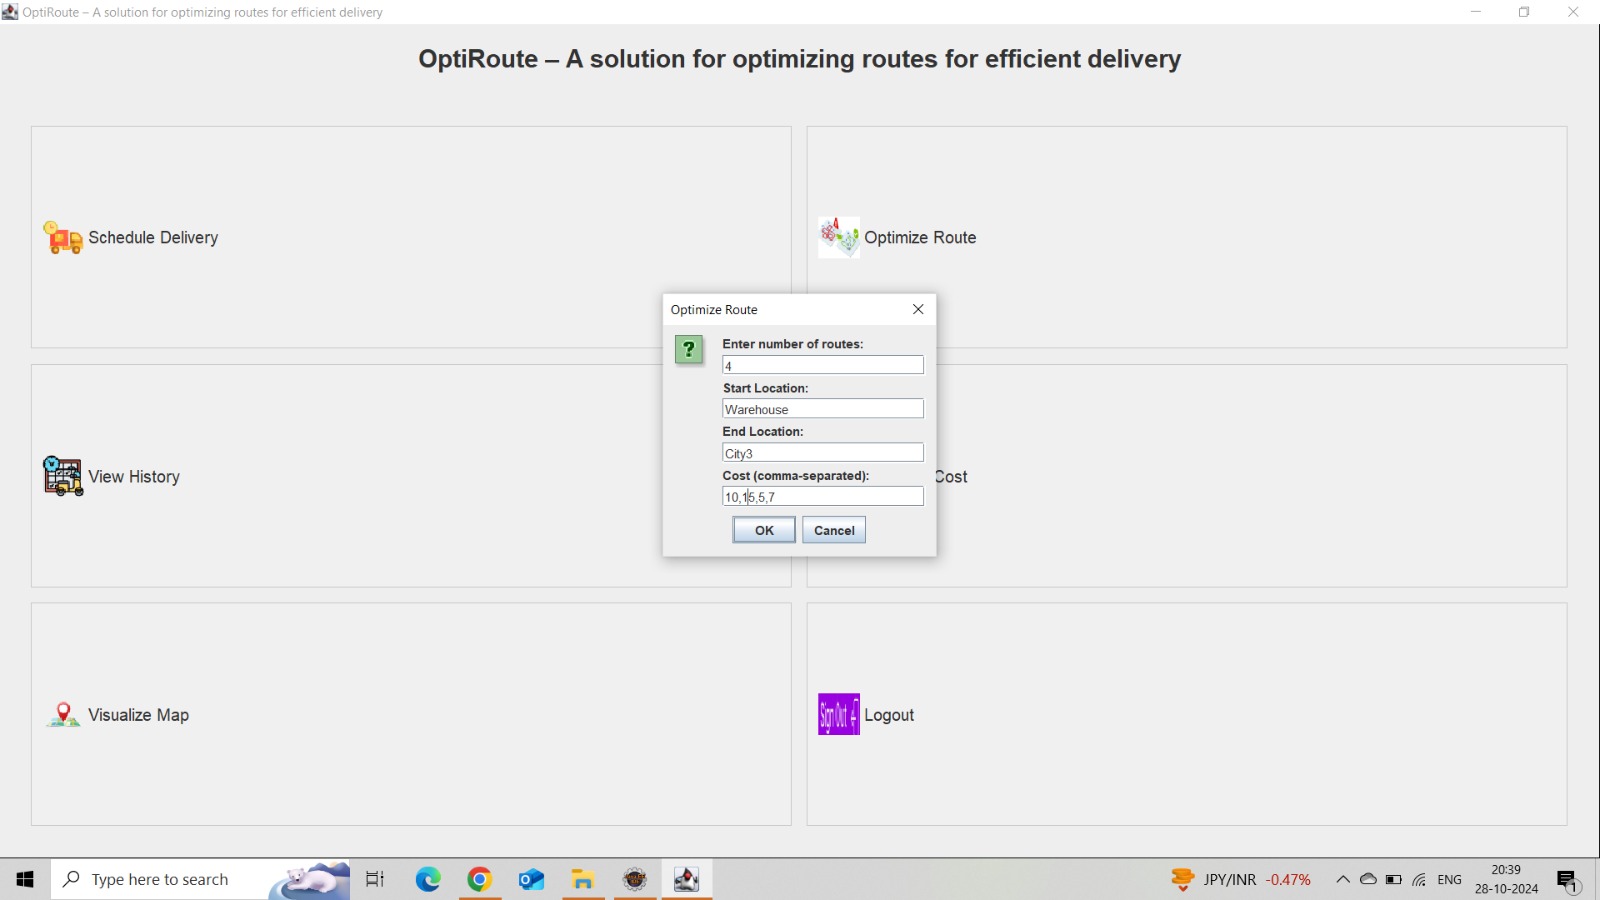 OptiRoute – A solution for optimizing routes for efficient delivery
OptiRoute – A solution for optimizing routes for efficient delivery
Schedule Delivery
Optimize Route
Optimize Route
?
Enter number of routes:
4
Start Location:
Warehouse
End Location:
City3
Cost (comma-separated):
10,15,5,7
OK
Cancel
View History
Cost
Visualize Map
Sign Out
Logout
Type here to search
JPY/INR -0.47%
ENG
20:39
28-10-2024
1